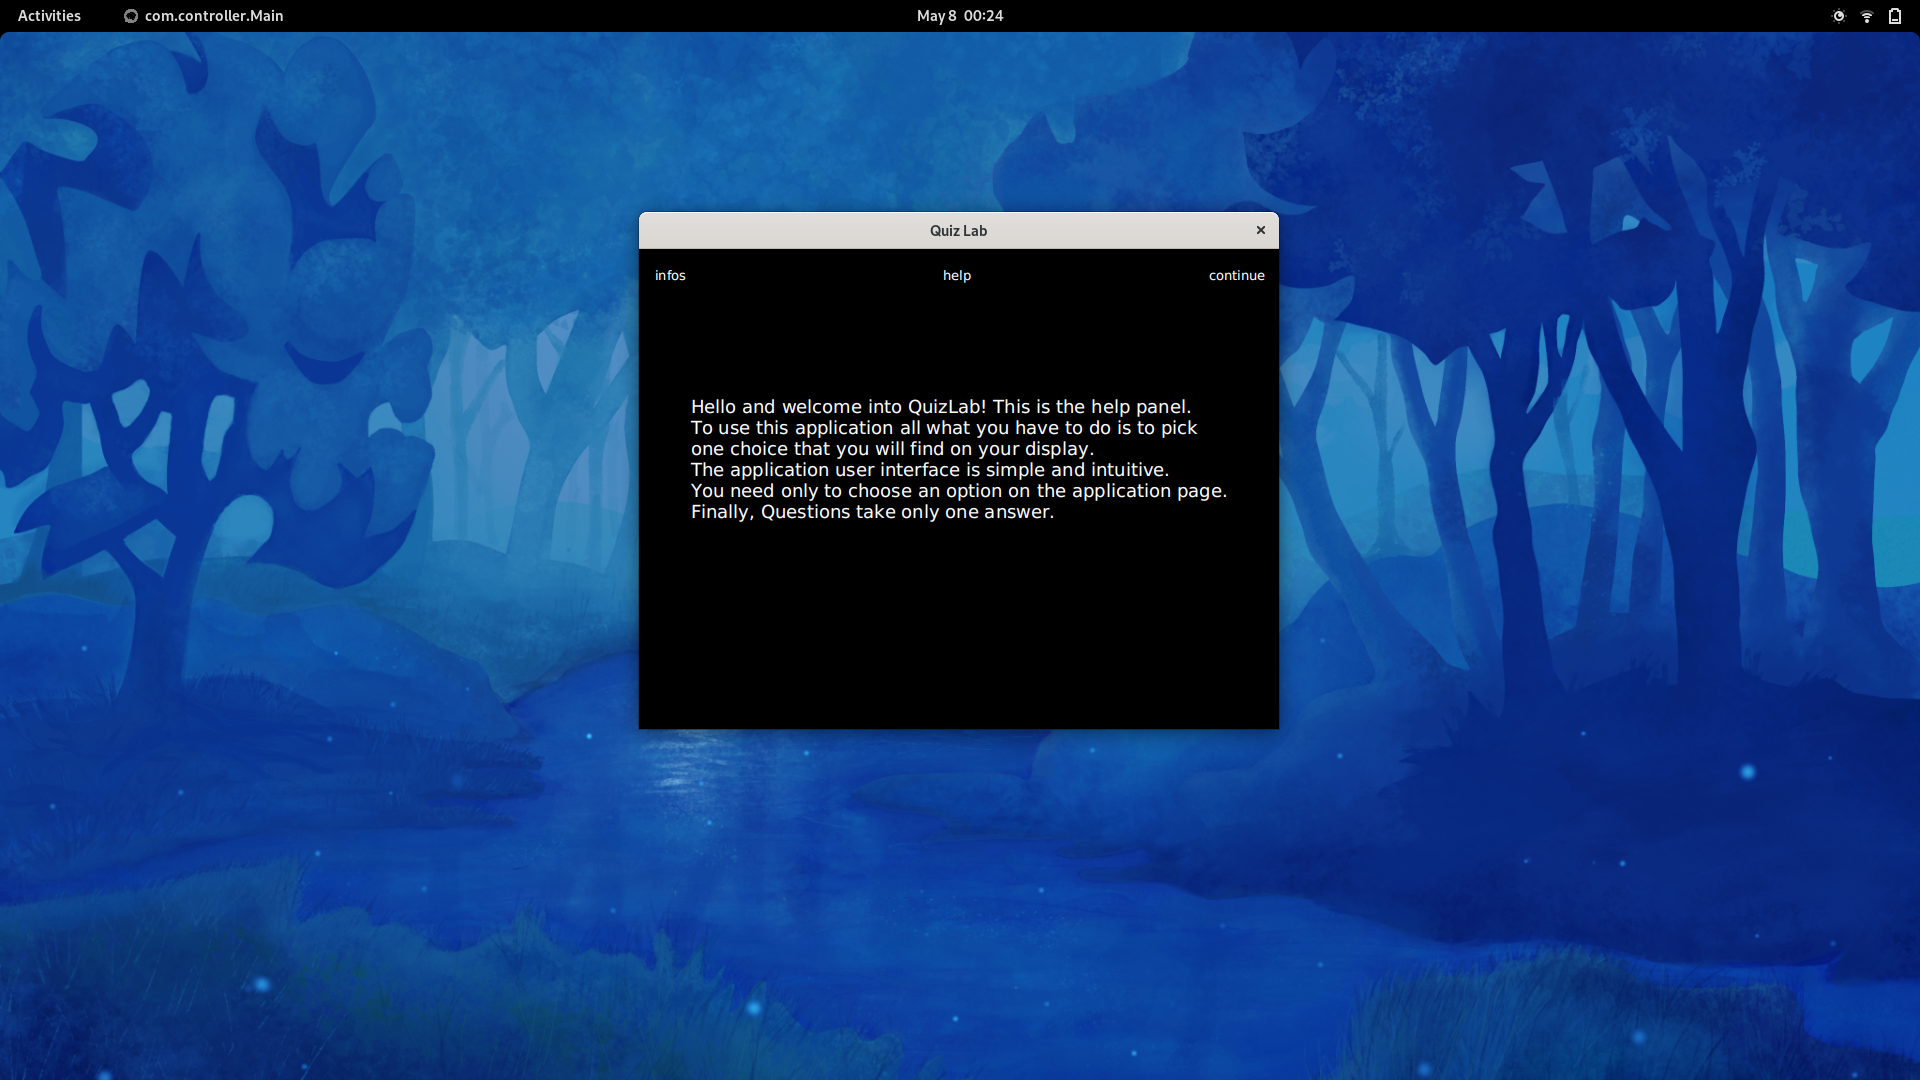 Activities com.controller.Main May 8 00:24
Quiz Lab
infos help continue
Hello and welcome into QuizLab! This is the help panel.
To use this application all what you have to do is to pick
one choice that you will find on your display.
The application user interface is simple and intuitive.
You need only to choose an option on the application page.
Finally, Questions take only one answer.